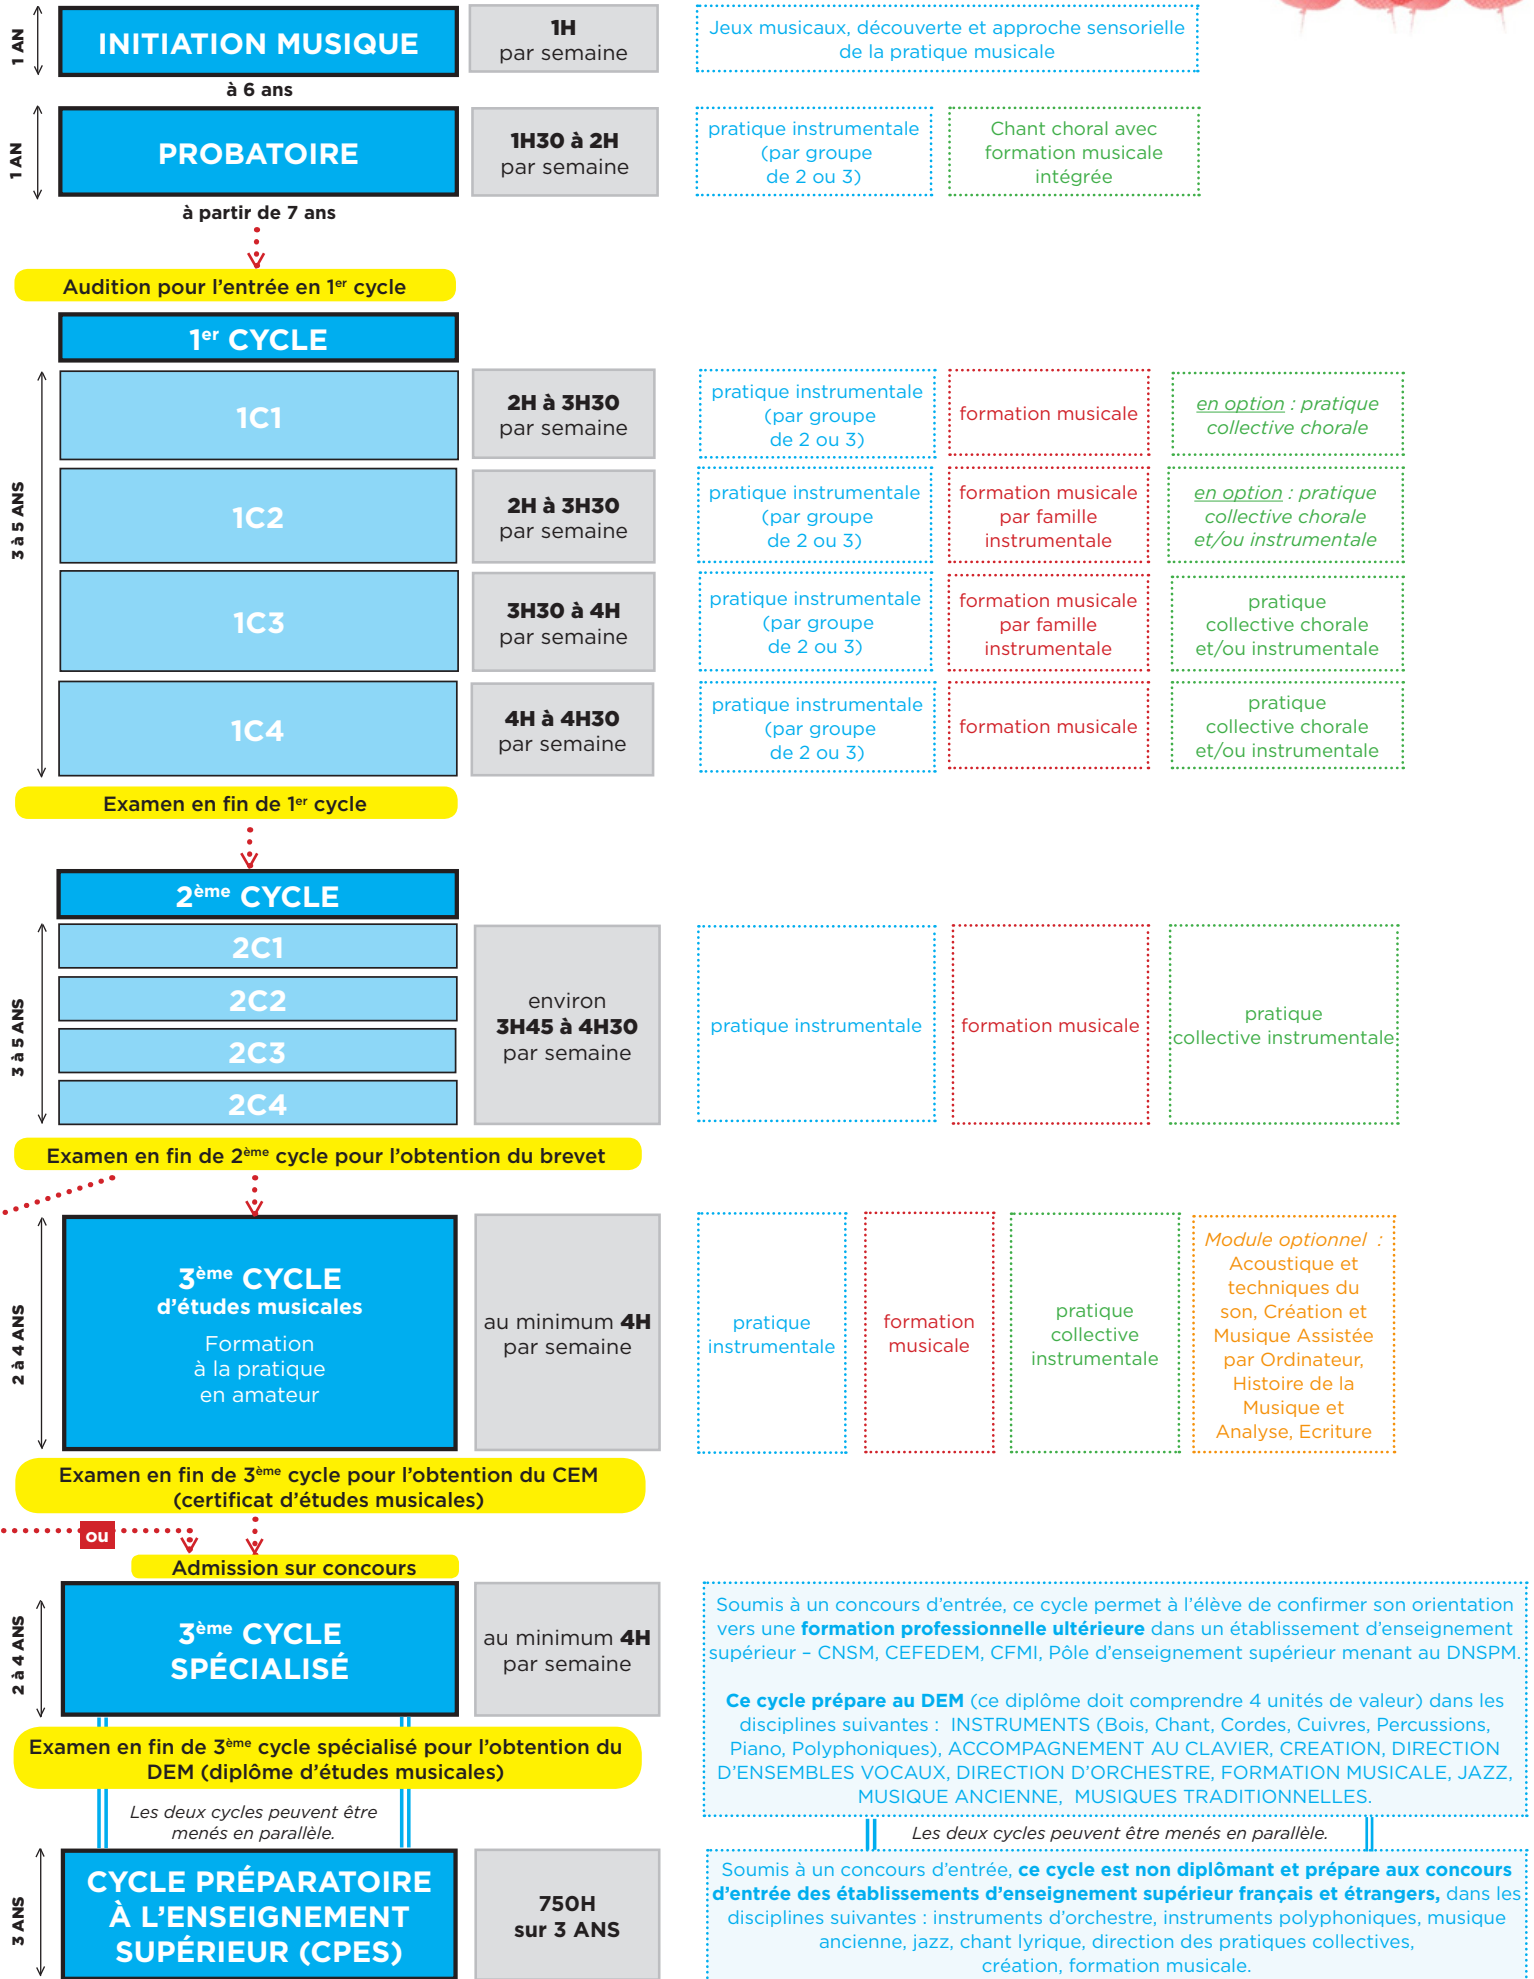 1 AN
INITIATION MUSIQUE
1H
par semaine
Jeux musicaux, découverte et approche sensorielle
de la pratique musicale
à 6 ans
1 AN
PROBATOIRE
1H30 à 2H
par semaine
pratique instrumentale
(par groupe
de 2 ou 3)
Chant choral avec
formation musicale
intégrée
à partir de 7 ans
Audition pour l'entrée en 1er cycle
1er CYCLE
3 à 5 ANS
1C1
2H à 3H30
par semaine
pratique instrumentale
(par groupe
de 2 ou 3)
formation musicale
en option : pratique
collective chorale
1C2
2H à 3H30
par semaine
pratique instrumentale
(par groupe
de 2 ou 3)
formation musicale
par famille
instrumentale
en option : pratique
collective chorale
et/ou instrumentale
1C3
3H30 à 4H
par semaine
pratique instrumentale
(par groupe
de 2 ou 3)
formation musicale
par famille
instrumentale
pratique
collective chorale
et/ou instrumentale
1C4
4H à 4H30
par semaine
pratique instrumentale
(par groupe
de 2 ou 3)
formation musicale
pratique
collective chorale
et/ou instrumentale
Examen en fin de 1er cycle
2ème CYCLE
3 à 5 ANS
2C1
2C2
2C3
2C4
environ
3H45 à 4H30
par semaine
pratique instrumentale
formation musicale
pratique
collective instrumentale
Examen en fin de 2ème cycle pour l'obtention du brevet
2 à 4 ANS
3ème CYCLE
d'études musicales
Formation
à la pratique
en amateur
au minimum 4H
par semaine
pratique
instrumentale
formation
musicale
pratique
collective
instrumentale
Module optionnel :
Acoustique et
techniques du
son, Création et
Musique Assistée
par Ordinateur,
Histoire de la
Musique et
Analyse, Ecriture
Examen en fin de 3ème cycle pour l'obtention du CEM
(certificat d'études musicales)
ou
Admission sur concours
2 à 4 ANS
3ème CYCLE
SPÉCIALISÉ
au minimum 4H
par semaine
Soumis à un concours d'entrée, ce cycle permet à l'élève de confirmer son orientation
vers une formation professionnelle ultérieure dans un établissement d'enseignement
supérieur – CNSM, CEFEDEM, CFMI, Pôle d'enseignement supérieur menant au DNSPM.
Ce cycle prépare au DEM (ce diplôme doit comprendre 4 unités de valeur) dans les
disciplines suivantes : INSTRUMENTS (Bois, Chant, Cordes, Cuivres, Percussions,
Piano, Polyphoniques), ACCOMPAGNEMENT AU CLAVIER, CREATION, DIRECTION
D'ENSEMBLES VOCAUX, DIRECTION D'ORCHESTRE, FORMATION MUSICALE, JAZZ,
MUSIQUE ANCIENNE, MUSIQUES TRADITIONNELLES.
Examen en fin de 3ème cycle spécialisé pour l'obtention du
DEM (diplôme d'études musicales)
Les deux cycles peuvent être
menés en parallèle.
Les deux cycles peuvent être menés en parallèle.
3 ANS
CYCLE PRÉPARATOIRE
À L'ENSEIGNEMENT
SUPÉRIEUR (CPES)
750H
sur 3 ANS
Soumis à un concours d'entrée, ce cycle est non diplômant et prépare aux concours
d'entrée des établissements d'enseignement supérieur français et étrangers, dans les
disciplines suivantes : instruments d'orchestre, instruments polyphoniques, musique
ancienne, jazz, chant lyrique, direction des pratiques collectives,
création, formation musicale.